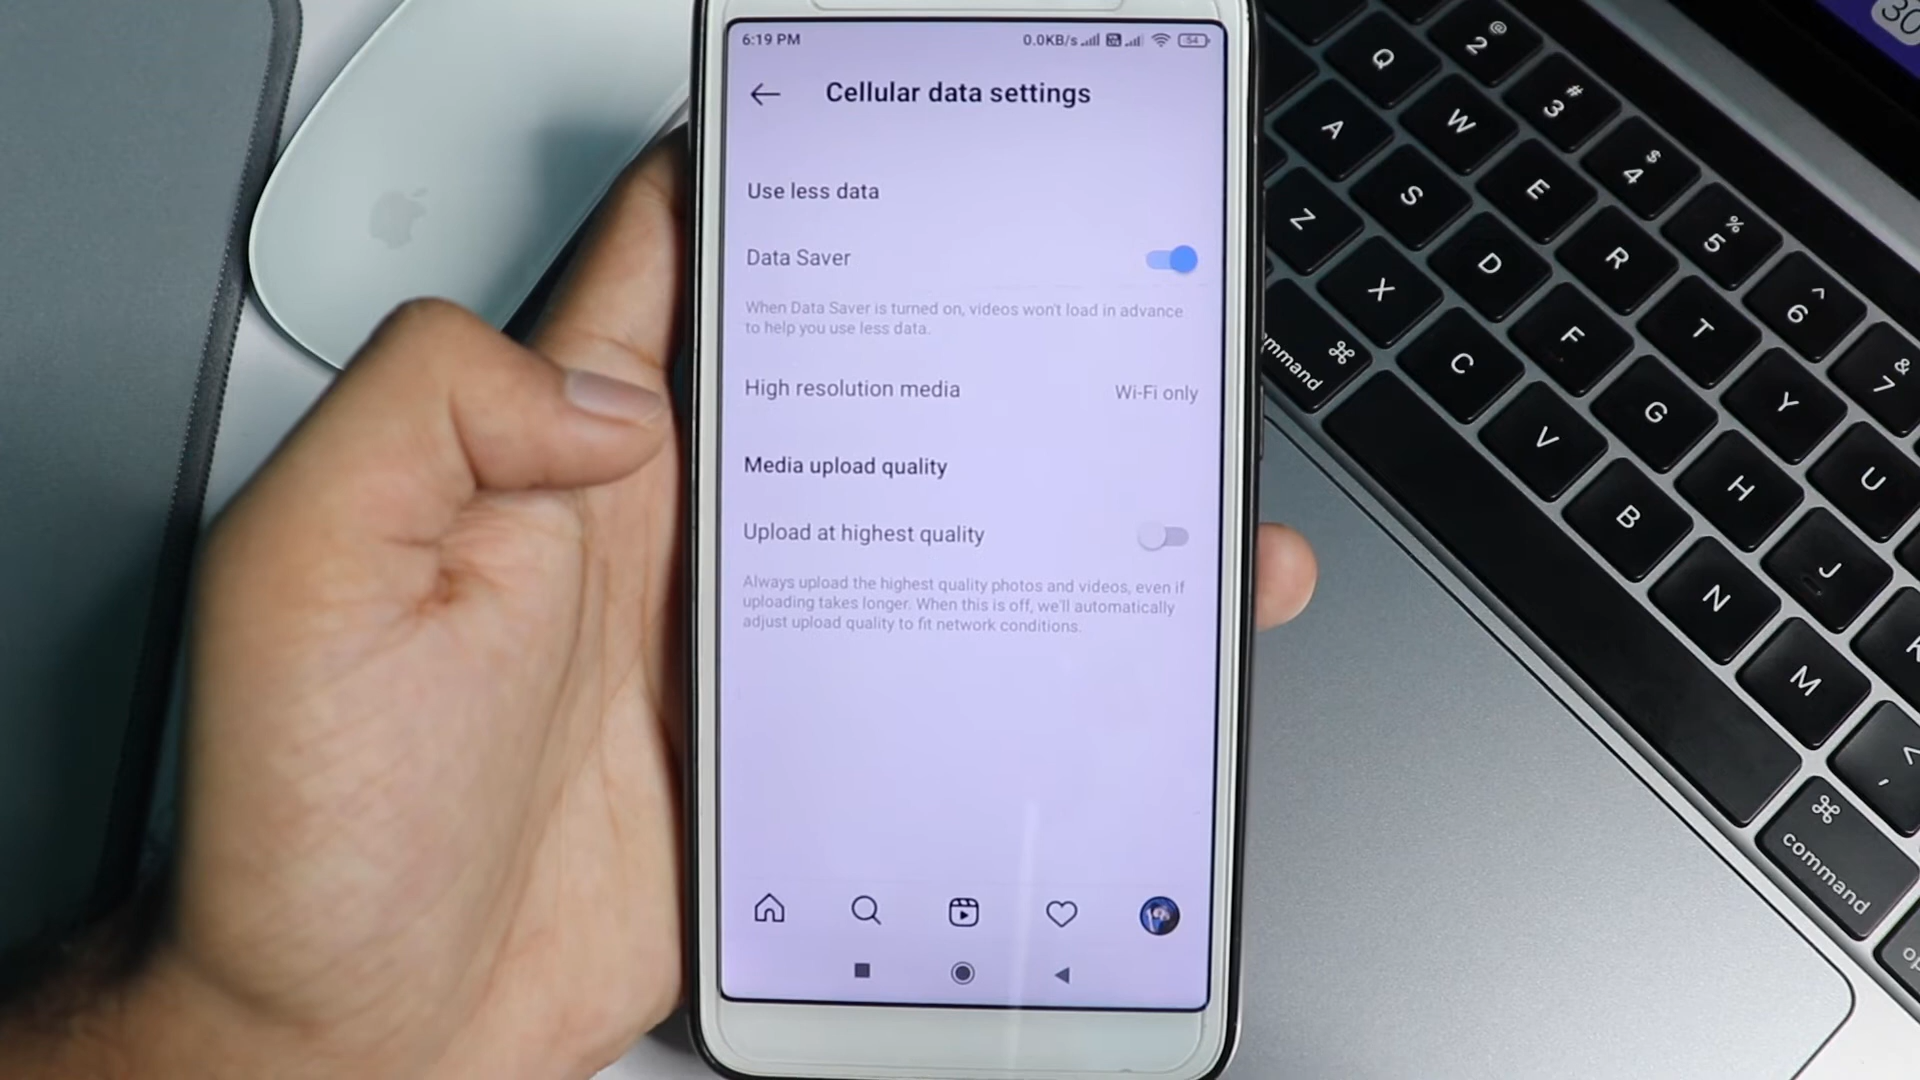 6:19 PM
0.0KB/s
54
Cellular data settings
Use less data
Data Saver
When Data Saver is turned on, videos won't load in advance
to help you use less data.
High resolution media
Wi-Fi only
Media upload quality
Upload at highest quality
Always upload the highest quality photos and videos, even if
uploading takes longer. When this is off, we'll automatically
adjust upload quality to fit network conditions.
30
@
2
#
3
$
4
%
5
^
6
&
7
Q
W
E
R
T
Y
U
A
S
D
F
G
H
J
K
Z
X
C
V
B
N
M
<
,
⌘
command
⌘
command